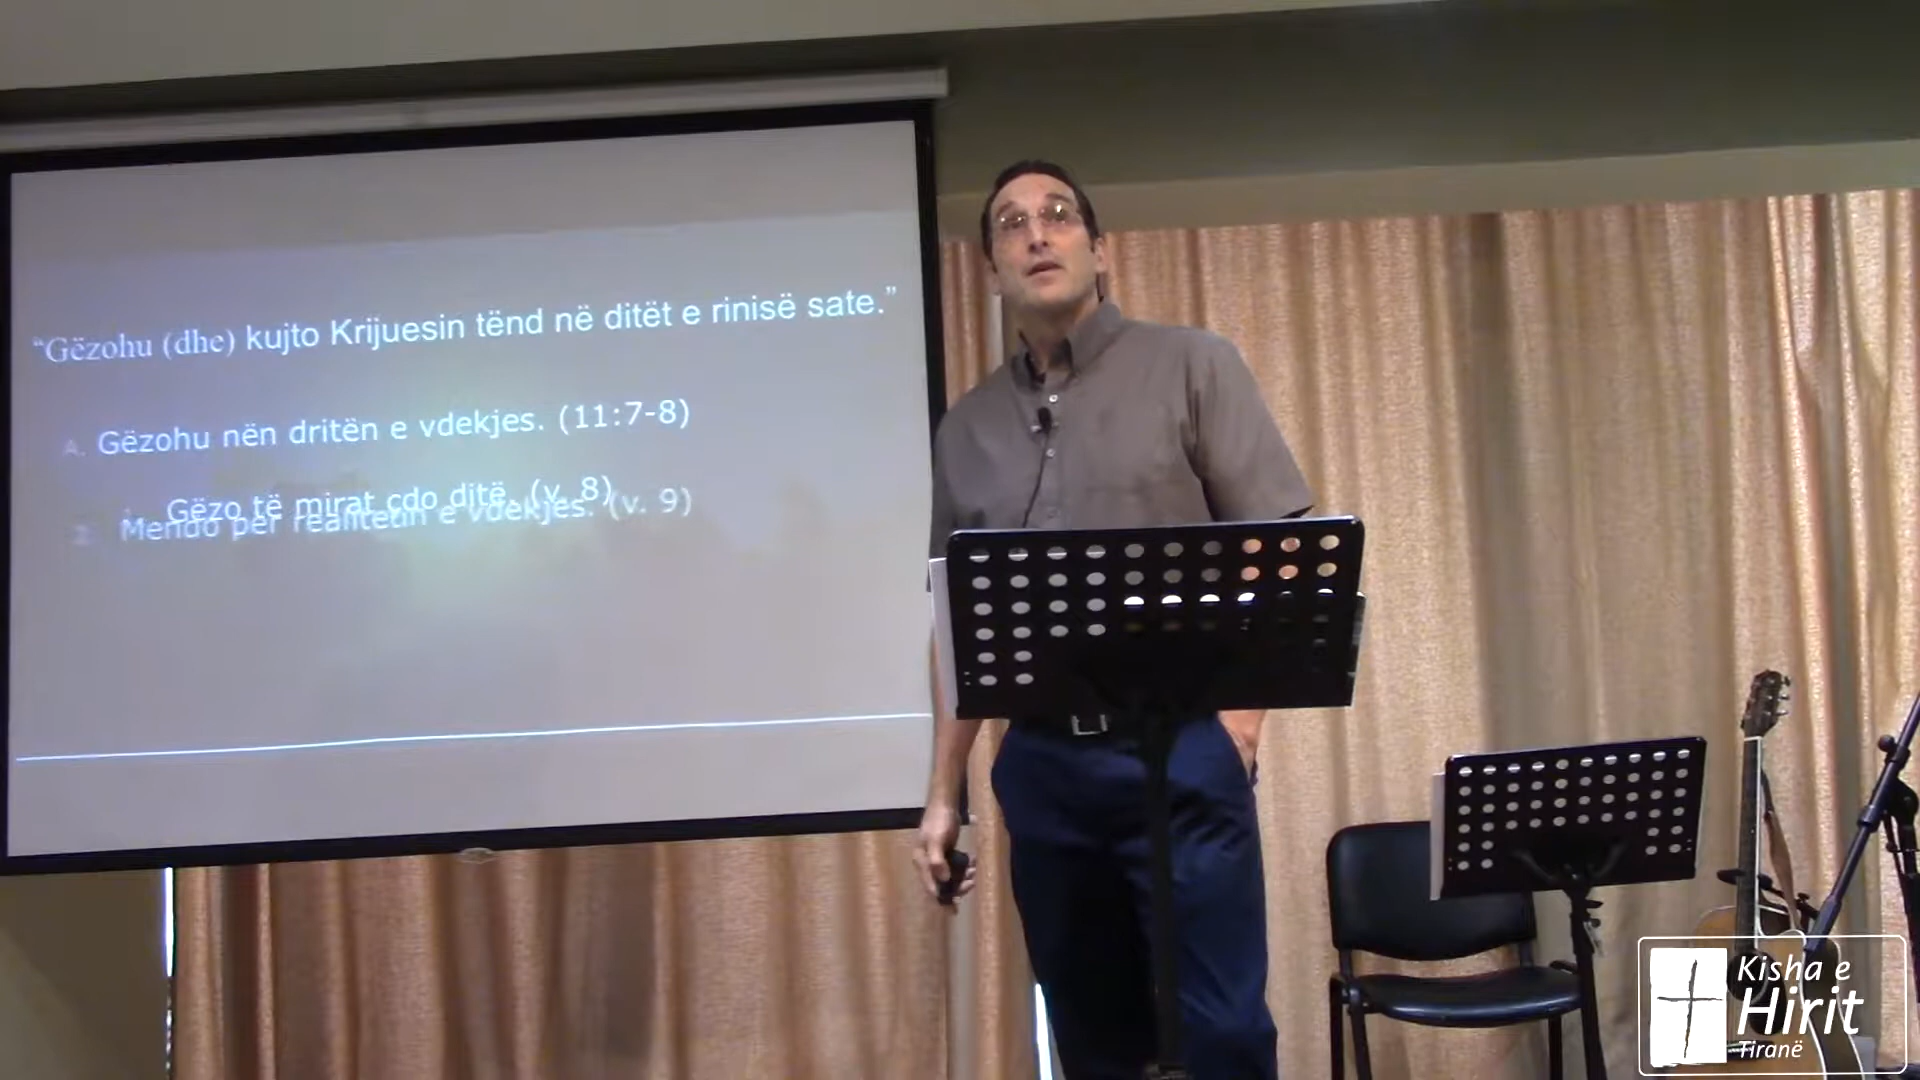 “Gëzohu (dhe) kujto Krijuesin tënd në ditët e rinisë sate.”
A. Gëzohu nën dritën e vdekjes. (11:7-8)
Gëzo të mirat çdo ditë. (v. 8)
2. Mendo për realitetin e vdekjes. (v. 9)
Kisha e
Hirit
Tiranë